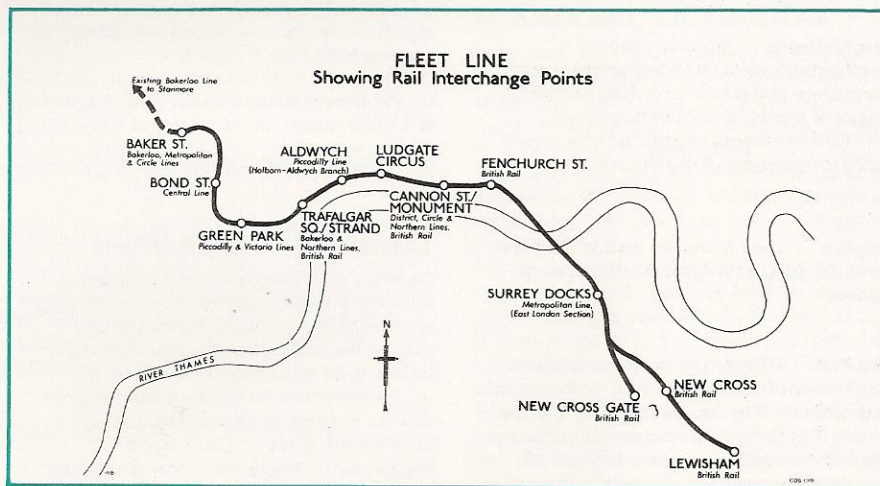 FLEET LINE
Showing Rail Interchange Points
Existing Bakerloo Line
to Stanmore
BAKER ST.
Bakerloo, Metropolitan
& Circle Lines
BOND ST.
Central Line
GREEN PARK
Piccadilly & Victoria Lines
TRAFALGAR
SQ./STRAND
Bakerloo &
Northern Lines,
British Rail
ALDWYCH
Piccadilly Line
(Holborn-Aldwych Branch)
LUDGATE
CIRCUS
CANNON ST./
MONUMENT
District, Circle &
Northern Lines,
British Rail
FENCHURCH ST.
British Rail
SURREY DOCKS
Metropolitan Line,
(East London Section)
NEW CROSS GATE
British Rail
NEW CROSS
British Rail
LEWISHAM
British Rail
N
RIVER THAMES